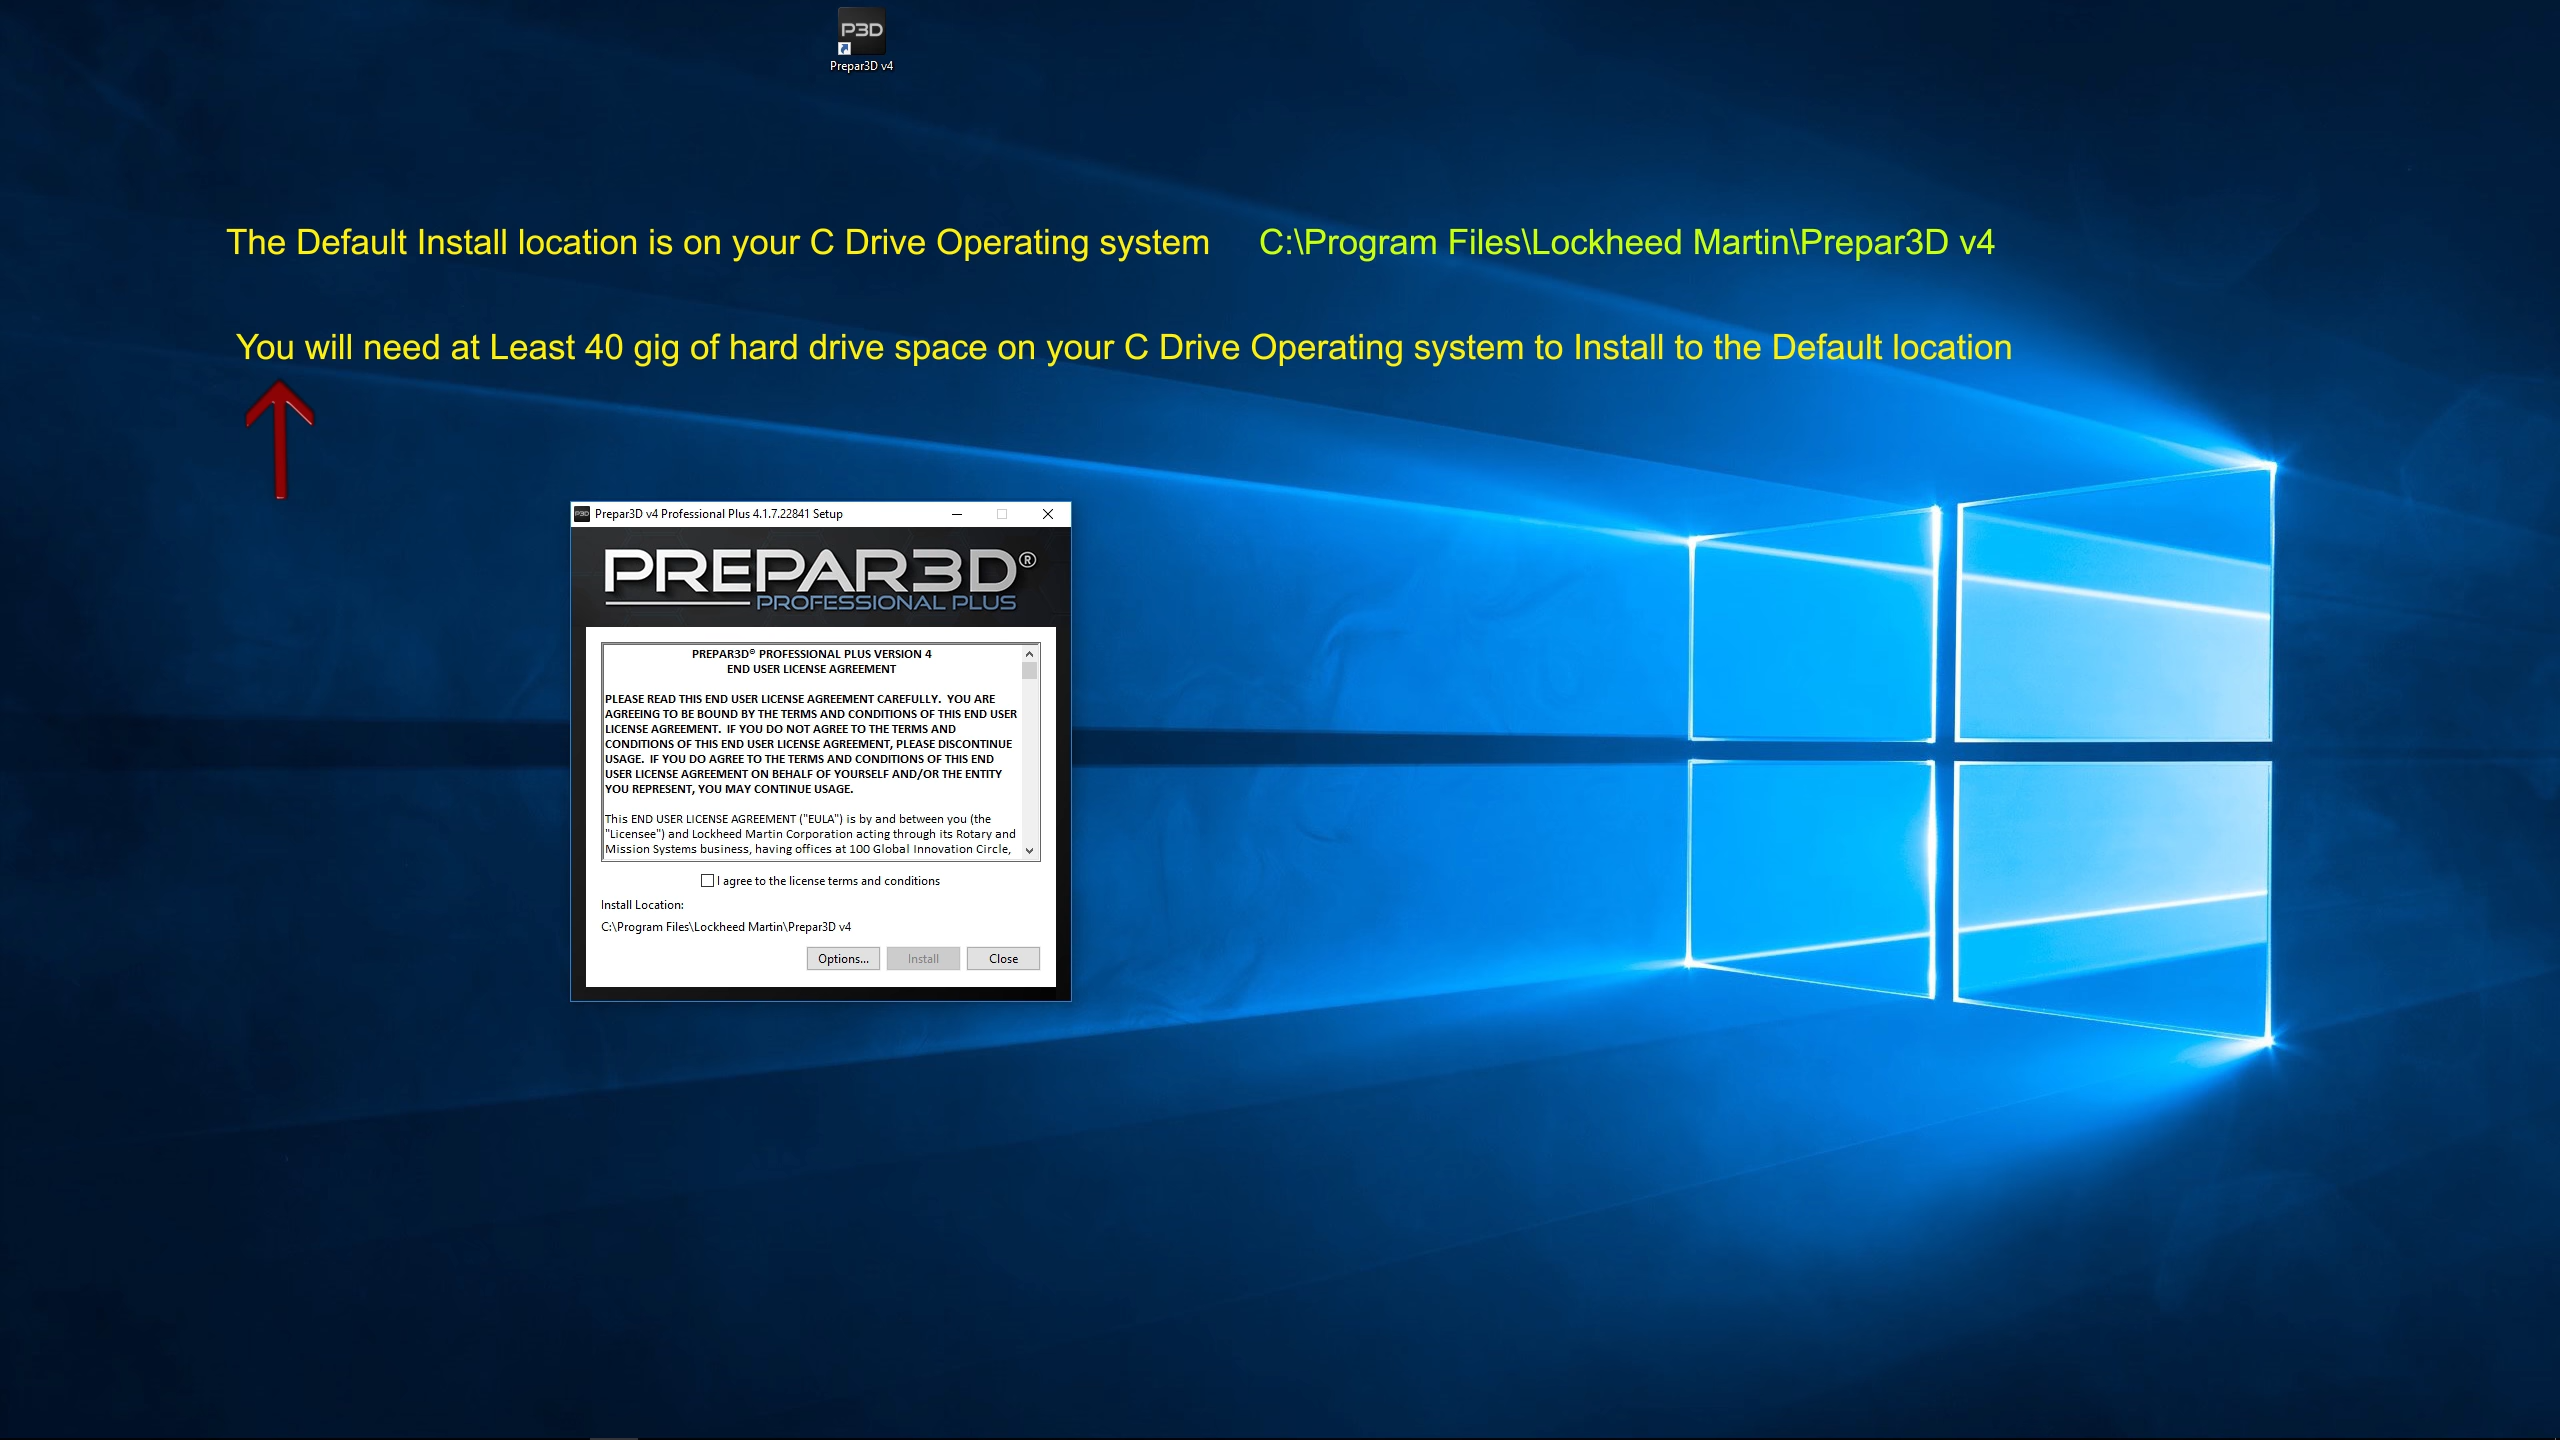 P3D
Prepar3D v4
The Default Install location is on your C Drive Operating system C:\Program Files\Lockheed Martin\Prepar3D v4
You will need at Least 40 gig of hard drive space on your C Drive Operating system to Install to the Default location
P3D Prepar3D v4 Professional Plus 4.1.7.22841 Setup
PREPAR3D®
PROFESSIONAL PLUS
PREPAR3D® PROFESSIONAL PLUS VERSION 4
END USER LICENSE AGREEMENT
PLEASE READ THIS END USER LICENSE AGREEMENT CAREFULLY. YOU ARE
AGREEING TO BE BOUND BY THE TERMS AND CONDITIONS OF THIS END USER
LICENSE AGREEMENT. IF YOU DO NOT AGREE TO THE TERMS AND
CONDITIONS OF THIS END USER LICENSE AGREEMENT, PLEASE DISCONTINUE
USAGE. IF YOU DO AGREE TO THE TERMS AND CONDITIONS OF THIS END
USER LICENSE AGREEMENT ON BEHALF OF YOURSELF AND/OR THE ENTITY
YOU REPRESENT, YOU MAY CONTINUE USAGE.
This END USER LICENSE AGREEMENT ("EULA") is by and between you (the
"Licensee") and Lockheed Martin Corporation acting through its Rotary and
Mission Systems business, having offices at 100 Global Innovation Circle,
I agree to the license terms and conditions
Install Location:
C:\Program Files\Lockheed Martin\Prepar3D v4
Options... Install Close